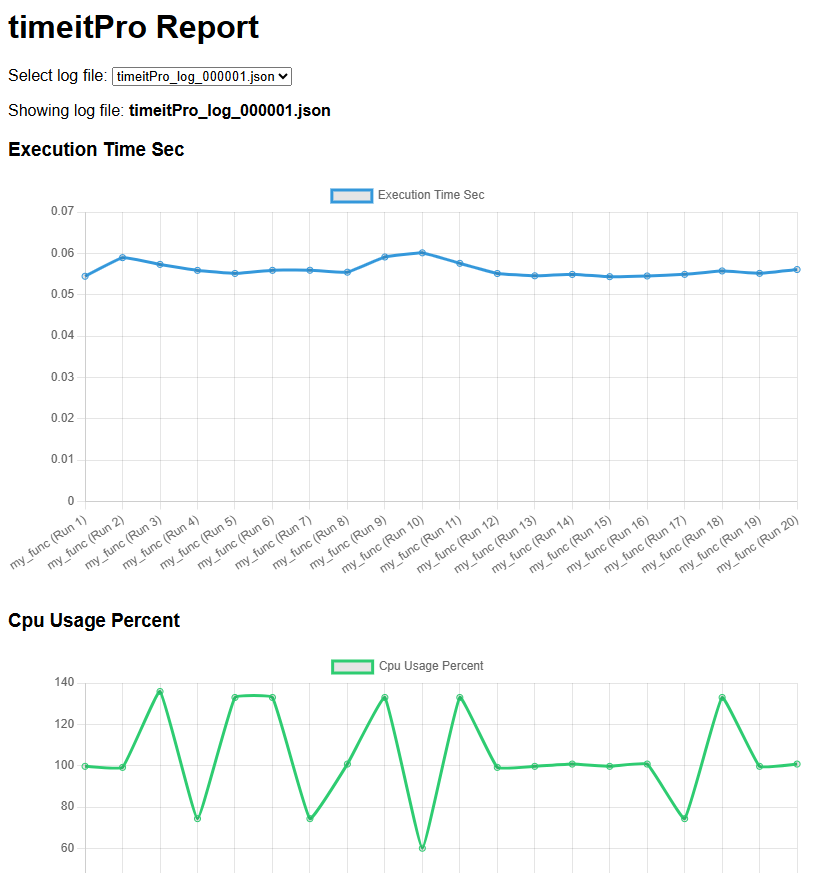 timeitPro Report
Select log file: timeitPro_log_000001.json
Showing log file: timeitPro_log_000001.json
Execution Time Sec
Execution Time Sec
0.07
0.06
0.05
0.04
0.03
0.02
0.01
0
my_func (Run 1)
my_func (Run 2)
my_func (Run 3)
my_func (Run 4)
my_func (Run 5)
my_func (Run 6)
my_func (Run 7)
my_func (Run 8)
my_func (Run 9)
my_func (Run 10)
my_func (Run 11)
my_func (Run 12)
my_func (Run 13)
my_func (Run 14)
my_func (Run 15)
my_func (Run 16)
my_func (Run 17)
my_func (Run 18)
my_func (Run 19)
my_func (Run 20)
Cpu Usage Percent
Cpu Usage Percent
140
120
100
80
60